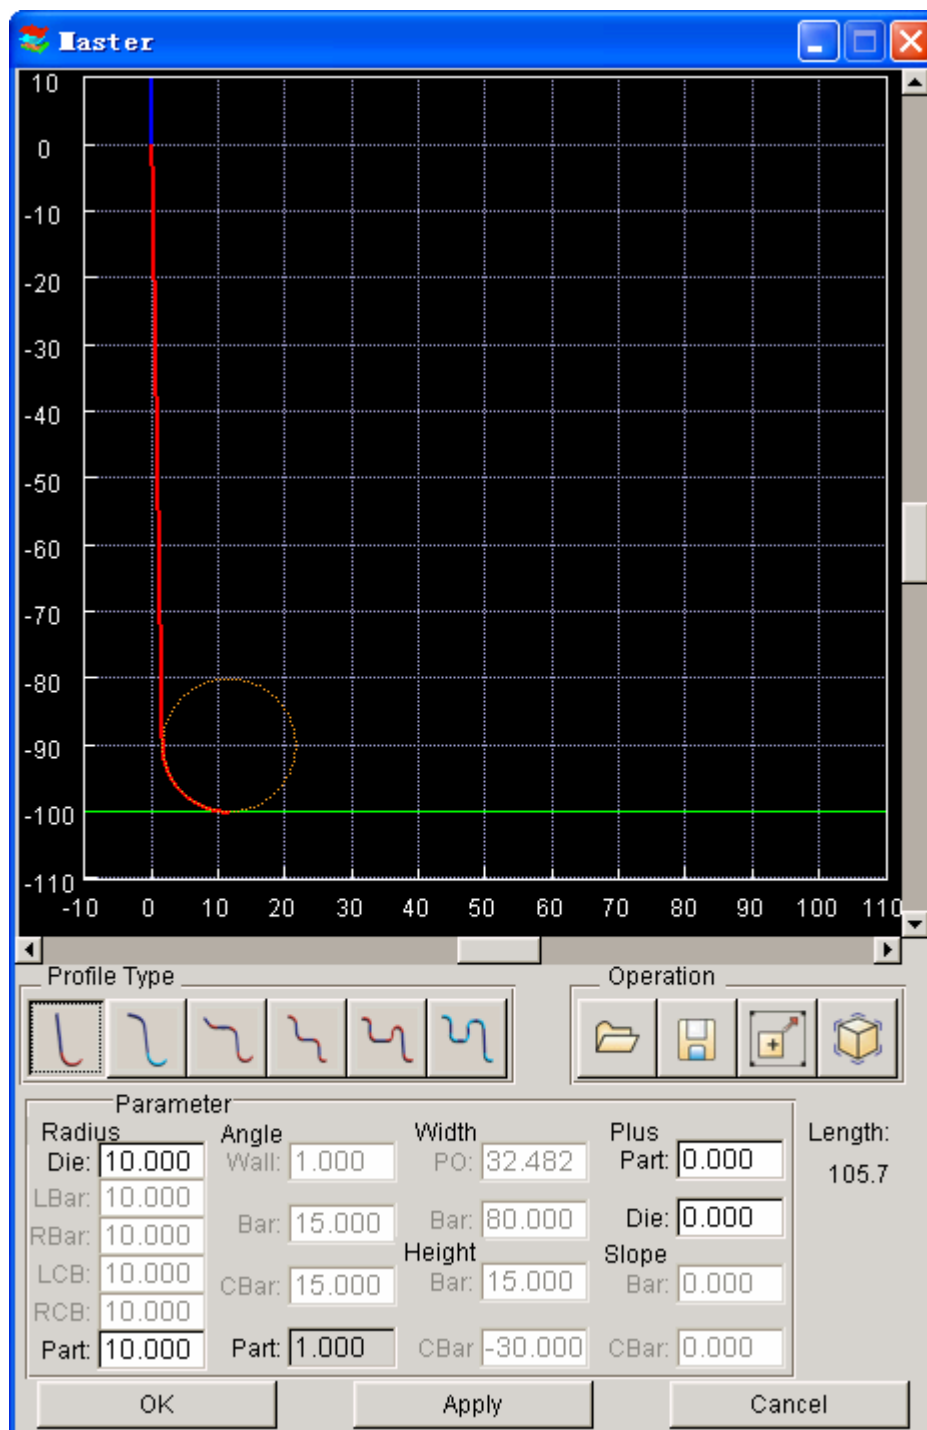 Master
10
0
-10
-20
-30
-40
-50
-60
-70
-80
-90
-100
-110
-10 0 10 20 30 40 50 60 70 80 90 100 110
Profile Type Operation
Parameter
Radius Angle Width Plus Length:
Die: 10.000 Wall: 1.000 PO: 32.482 Part: 0.000 105.7
LBar: 10.000
RBar: 10.000 Bar: 15.000 Bar: 80.000 Die: 0.000
Height Slope
LCB: 10.000 CBar: 15.000 Bar: 15.000 Bar: 0.000
RCB: 10.000
Part: 10.000 Part: 1.000 CBar -30.000 CBar: 0.000
OK Apply Cancel